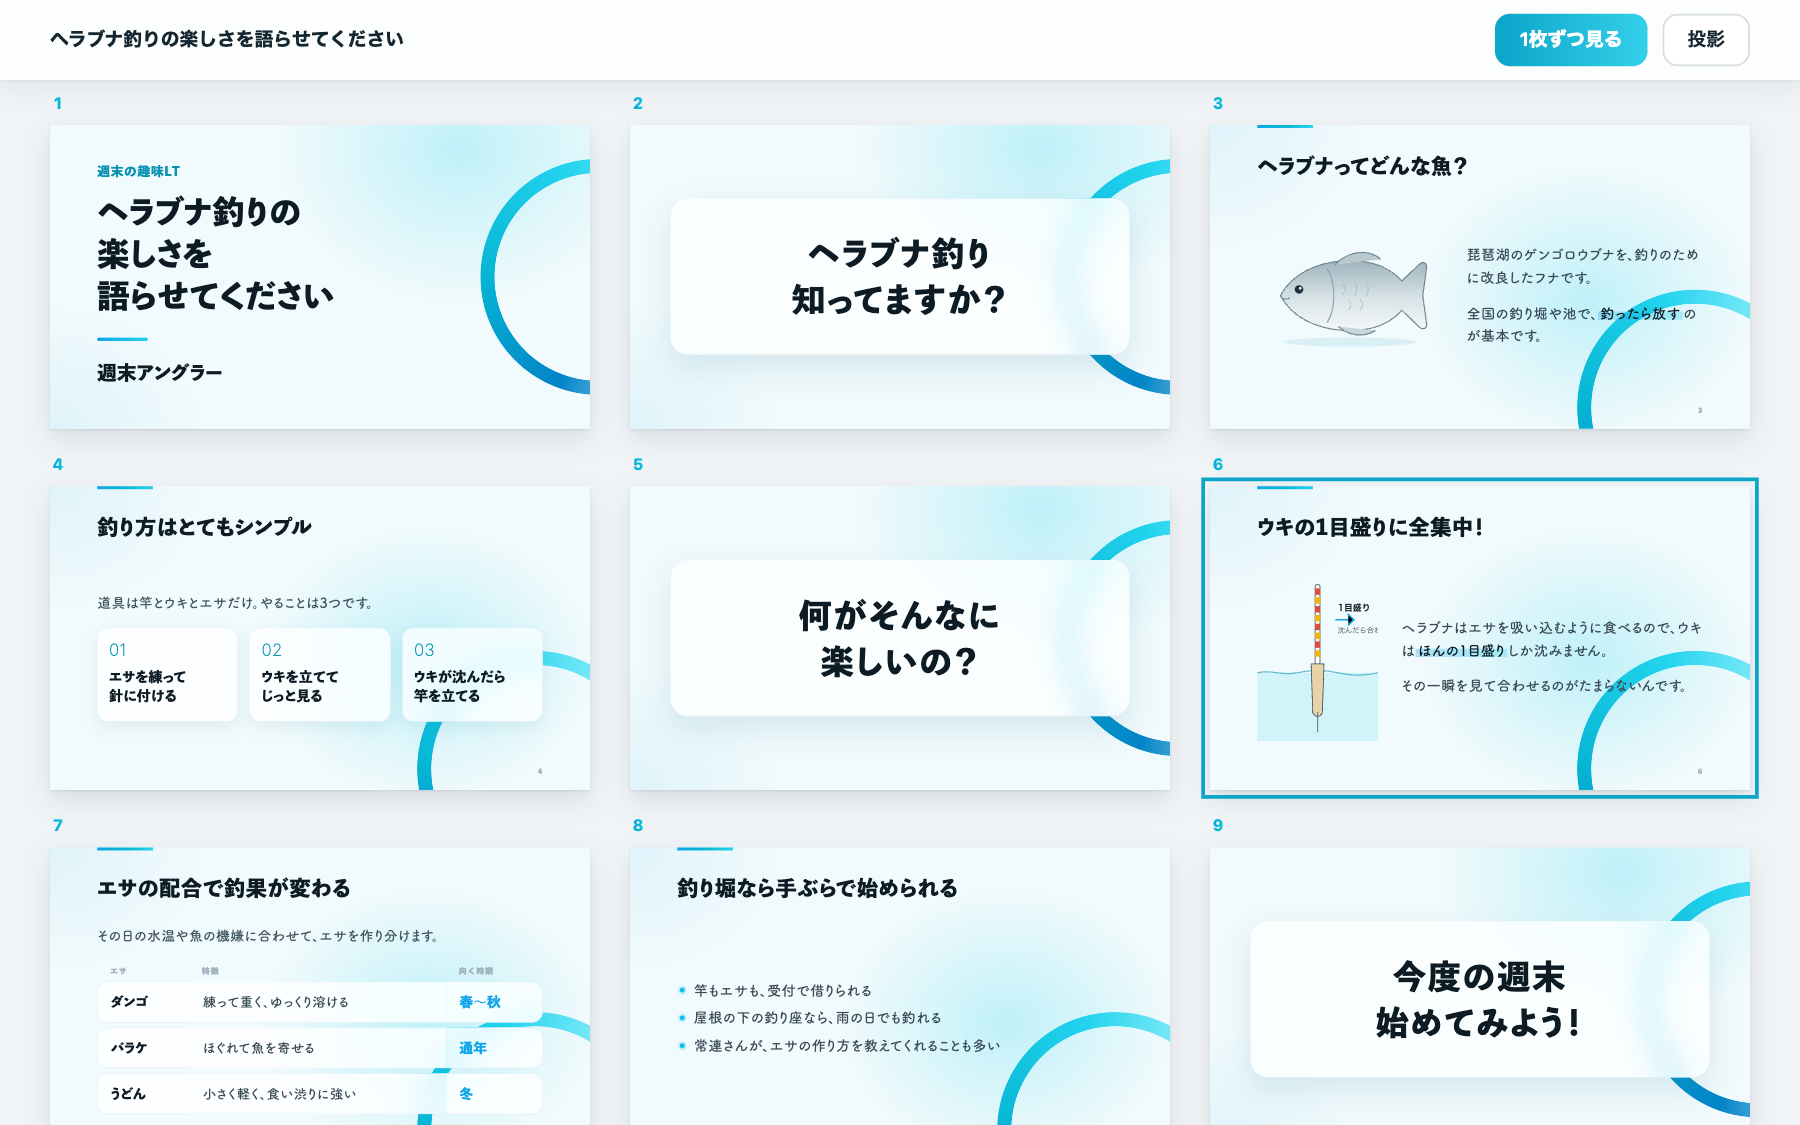 ヘラブナ釣りの楽しさを語らせてください
1枚ずつ見る
投影
1
週末の趣味LT
ヘラブナ釣りの
楽しさを
語らせてください
週末アングラー
2
ヘラブナ釣り
知ってますか？
3
ヘラブナってどんな魚？
琵琶湖のゲンゴロウブナを、釣りのため
に改良したフナです。
全国の釣り堀や池で、釣ったら放すの
が基本です。
3
4
釣り方はとてもシンプル
道具は竿とウキとエサだけ。やることは3つです。
01
エサを練って
針に付ける
02
ウキを立てて
じっと見る
03
ウキが沈んだら
竿を立てる
4
5
何がそんなに
楽しいの？
6
ウキの1目盛りに全集中！
1目盛り
沈んだら合わ
ヘラブナはエサを吸い込むように食べるので、ウキ
はほんの1目盛りしか沈みません。
その一瞬を見て合わせるのがたまらないんです。
6
7
エサの配合で釣果が変わる
その日の水温や魚の機嫌に合わせて、エサを作り分けます。
エサ 特徴 向く時期
ダンゴ 練って重く、ゆっくり溶ける 春〜秋
バラケ ほぐれて魚を寄せる 通年
うどん 小さく軽く、食い渋りに強い 冬
8
釣り堀なら手ぶらで始められる
竿もエサも、受付で借りられる
屋根の下の釣り座なら、雨の日でも釣れる
常連さんが、エサの作り方を教えてくれることも多い
9
今度の週末
始めてみよう！